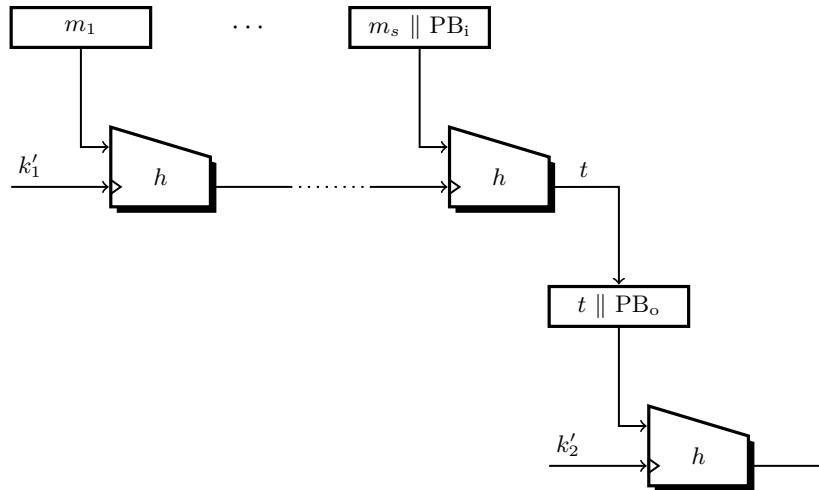 m₁ ⋯ mₛ ∥ PBᵢ
k′₁ h ⋯⋯⋯ h t
t ∥ PBₒ
k′₂ h